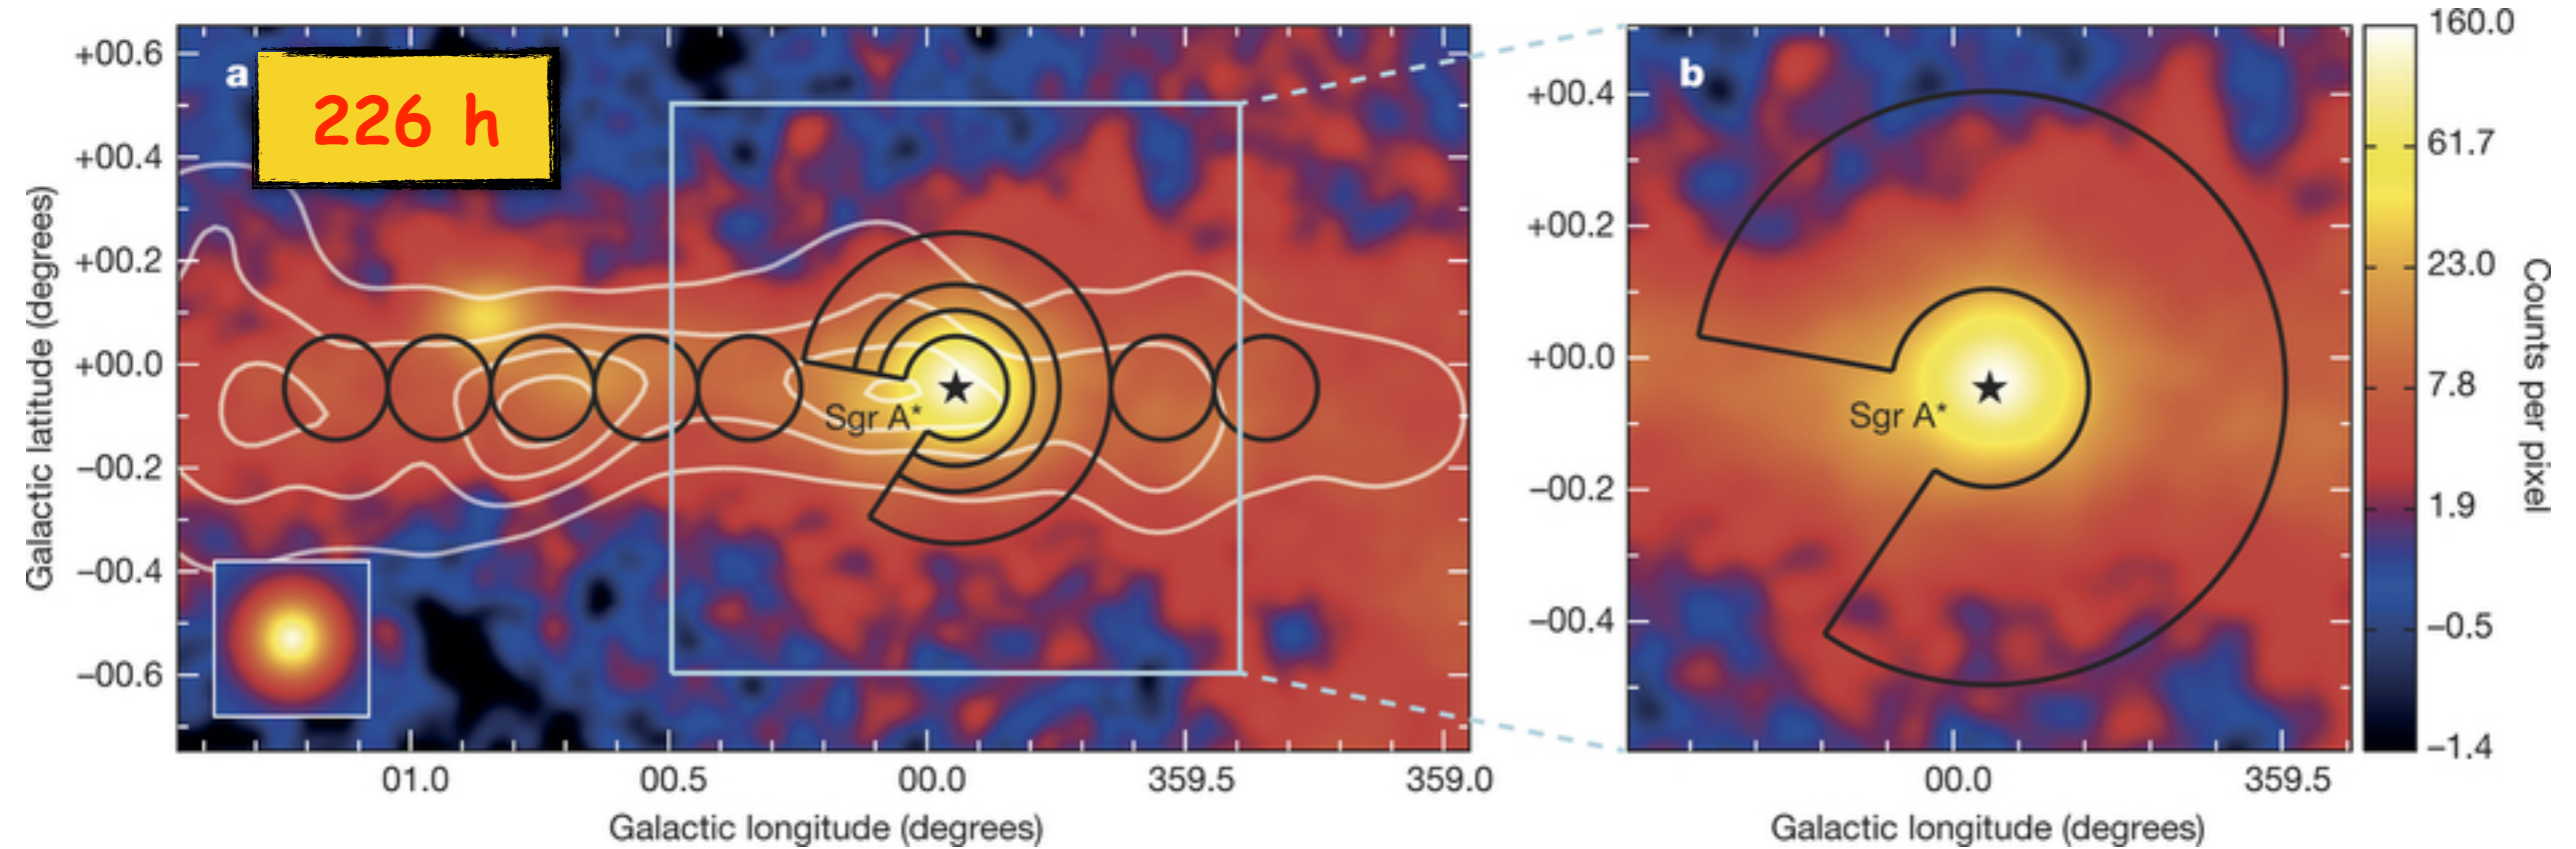 a
226 h
+00.6
+00.4
+00.2
+00.0
−00.2
−00.4
−00.6
Galactic latitude (degrees)
Sgr A*
01.0
00.5
00.0
359.5
359.0
Galactic longitude (degrees)
b
+00.4
+00.2
+00.0
−00.2
−00.4
Sgr A*
00.0
359.5
Galactic longitude (degrees)
160.0
61.7
23.0
7.8
1.9
−0.5
−1.4
Counts per pixel